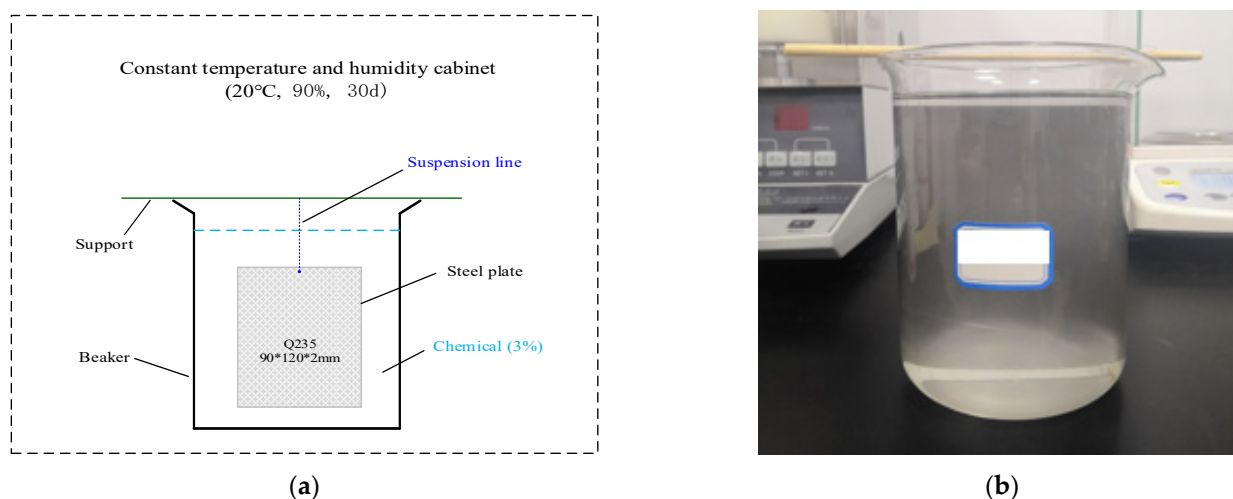 Constant temperature and humidity cabinet
(20°C, 90%, 30d)
Suspension line
Support
Steel plate
Q235
90*120*2mm
Beaker
Chemical (3%)
(a)
(b)